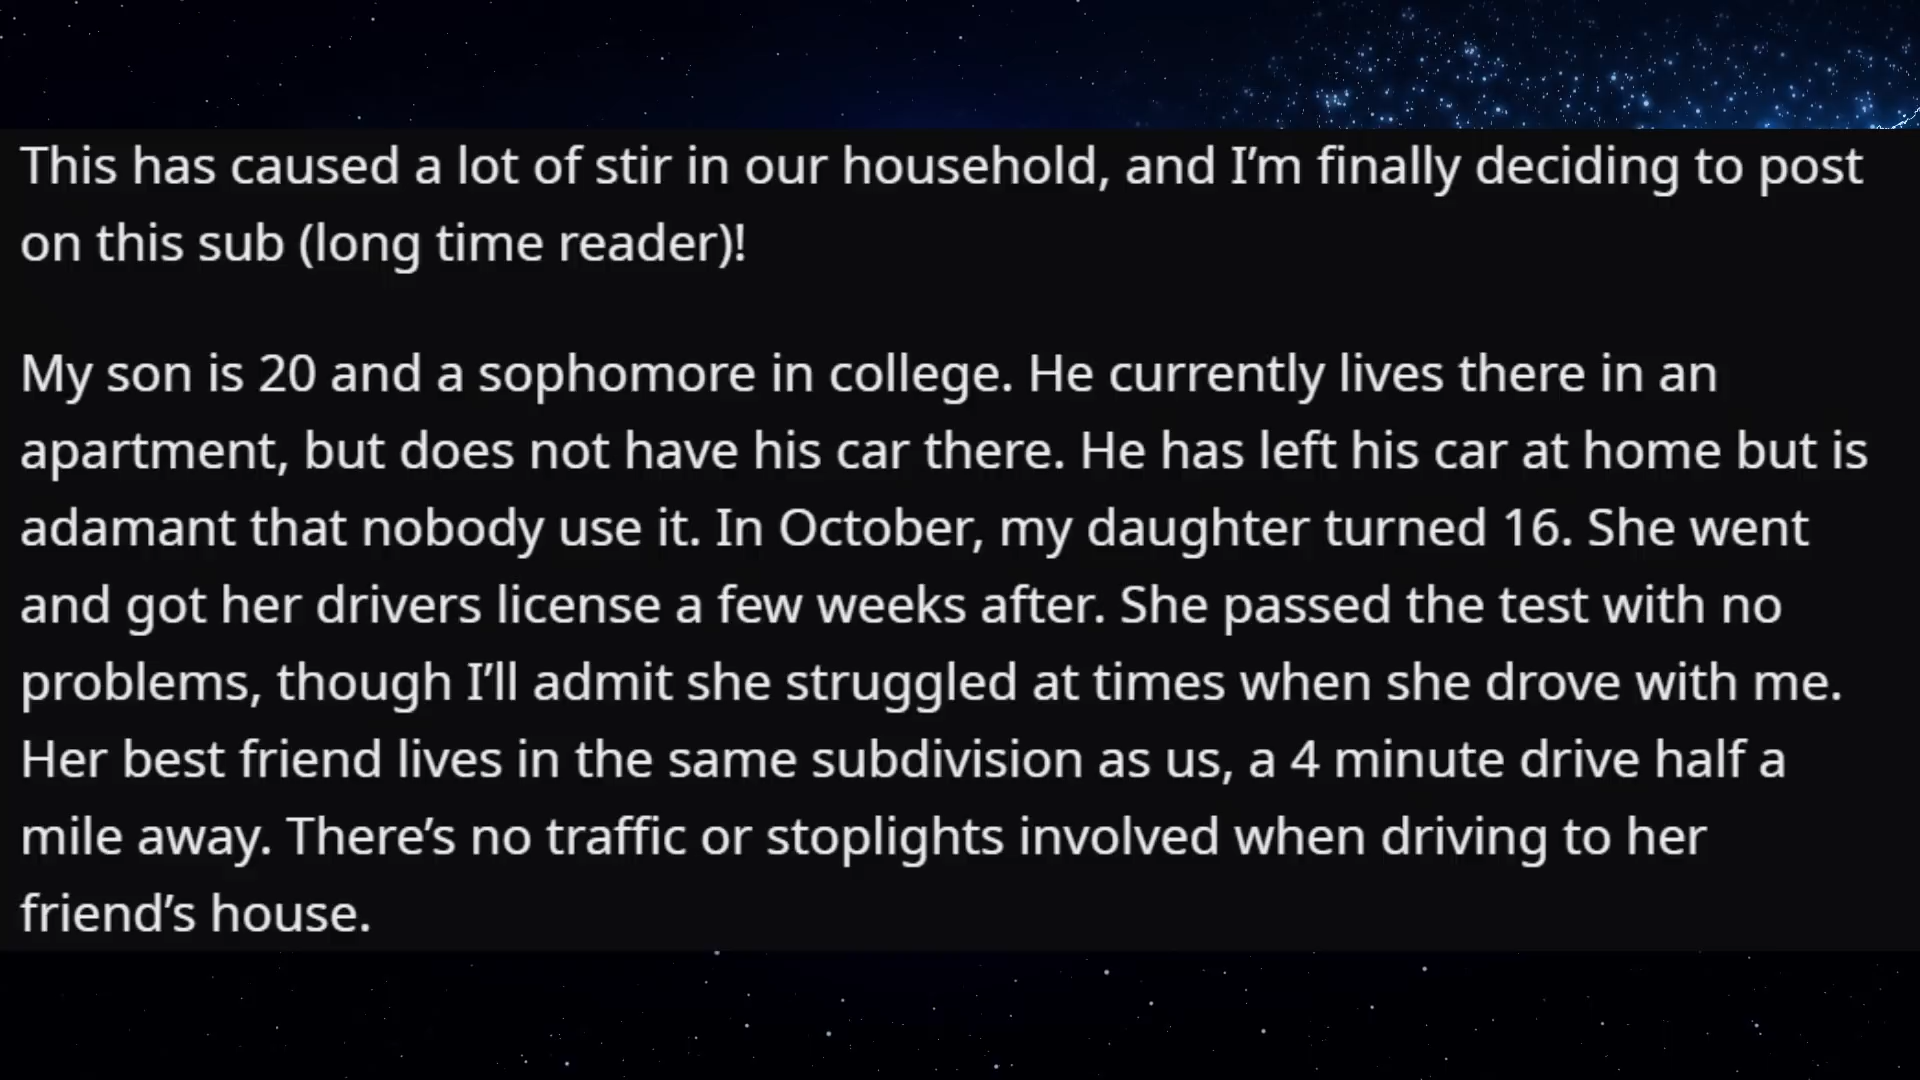 This has caused a lot of stir in our household, and I’m finally deciding to post
on this sub (long time reader)!
My son is 20 and a sophomore in college. He currently lives there in an
apartment, but does not have his car there. He has left his car at home but is
adamant that nobody use it. In October, my daughter turned 16. She went
and got her drivers license a few weeks after. She passed the test with no
problems, though I’ll admit she struggled at times when she drove with me.
Her best friend lives in the same subdivision as us, a 4 minute drive half a
mile away. There’s no traffic or stoplights involved when driving to her
friend’s house.